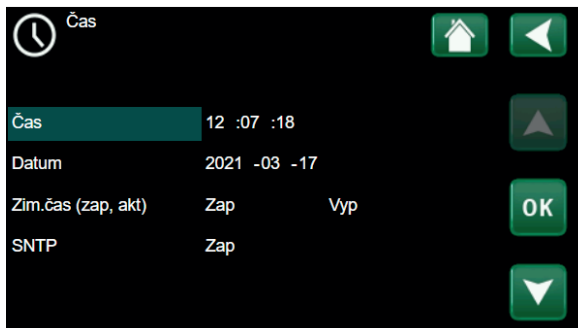 Čas
Čas 12 :07 :18
Datum 2021 -03 -17
Zim.čas (zap, akt) Zap Vyp
OK
SNTP Zap